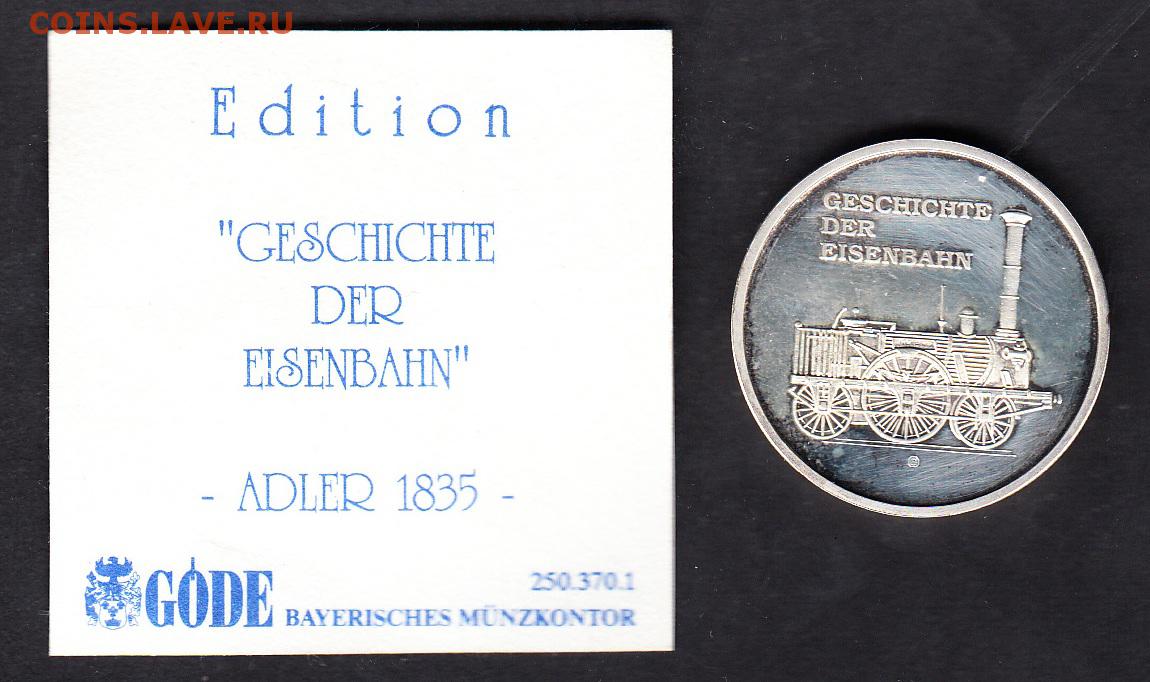 COINS.LAVE.RU
Edition
"GESCHICHTE
DER
EISENBAHN"
- ADLER 1835 -
GÖDE
250.370.1
BAYERISCHES MÜNZKONTOR
GESCHICHTE
DER
EISENBAHN